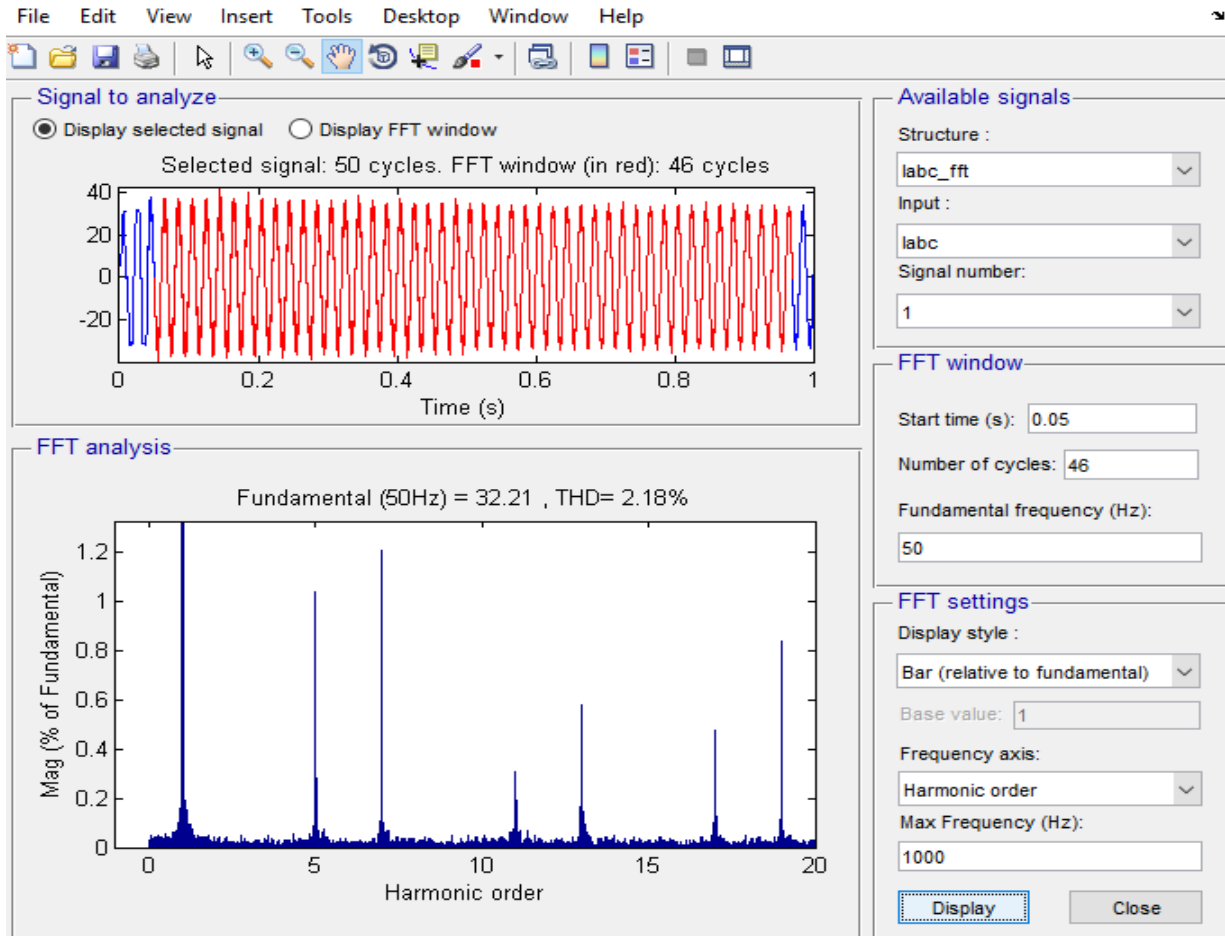 File Edit View Insert Tools Desktop Window Help
Signal to analyze
Display selected signal Display FFT window
Selected signal: 50 cycles. FFT window (in red): 46 cycles
40
20
0
-20
0 0.2 0.4 0.6 0.8 1
Time (s)
FFT analysis
Fundamental (50Hz) = 32.21 , THD= 2.18%
Mag (% of Fundamental)
1.2
1
0.8
0.6
0.4
0.2
0
0 5 10 15 20
Harmonic order
Available signals
Structure :
Iabc_fft
Input :
Iabc
Signal number:
1
FFT window
Start time (s): 0.05
Number of cycles: 46
Fundamental frequency (Hz):
50
FFT settings
Display style :
Bar (relative to fundamental)
Base value: 1
Frequency axis:
Harmonic order
Max Frequency (Hz):
1000
Display Close